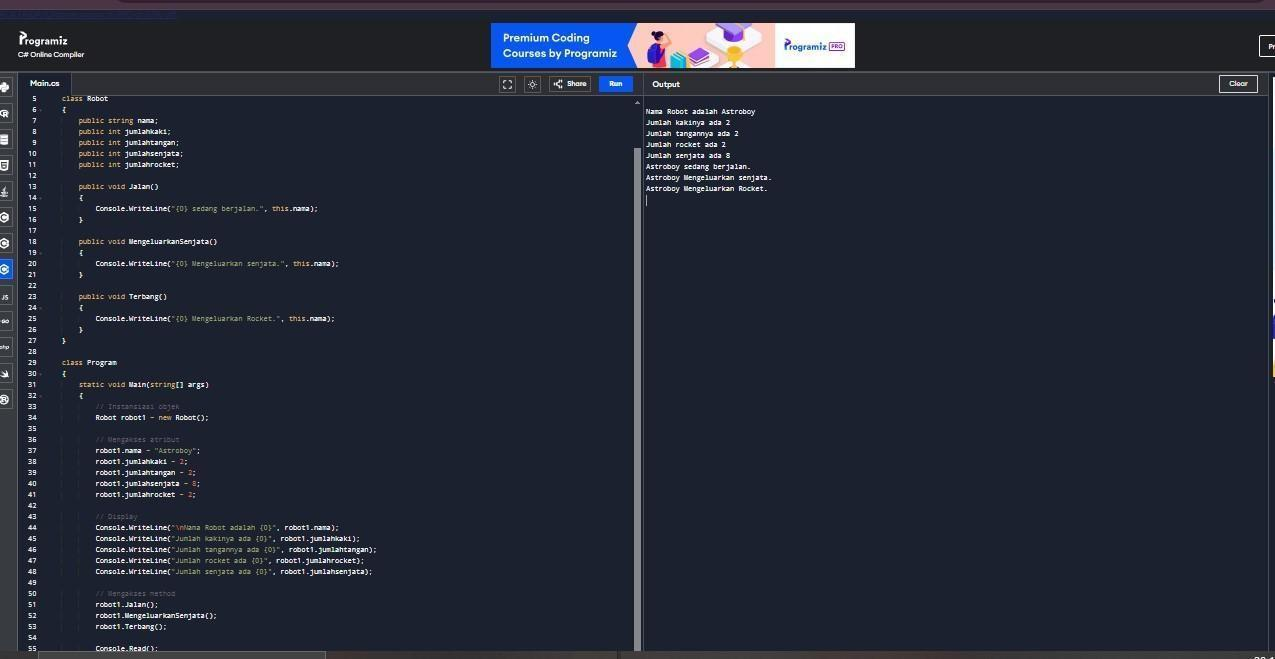 Programiz
C# Online Compiler
Premium Coding
Courses by Programiz
Programiz PRO
Main.cs
Share
Run
Output
Clear
5 class Robot
6 {
7 public string nama;
8 public int jumlahkaki;
9 public int jumlahtangan;
10 public int jumlahsenjata;
11 public int jumlahrocket;
12
13 public void Jalan()
14 {
15 Console.WriteLine("{0} sedang berjalan.", this.nama);
16 }
17
18 public void MengeluarkanSenjata()
19 {
20 Console.WriteLine("{0} Mengeluarkan senjata.", this.nama);
21 }
22
23 public void Terbang()
24 {
25 Console.WriteLine("{0} Mengeluarkan Rocket.", this.nama);
26 }
27 }
28
29 class Program
30 {
31 static void Main(string[] args)
32 {
33 // Instansiasi objek
34 Robot robot1 = new Robot();
35
36 // Mengakses atribut
37 robot1.nama = "Astroboy";
38 robot1.jumlahkaki = 2;
39 robot1.jumlahtangan = 2;
40 robot1.jumlahsenjata = 8;
41 robot1.jumlahrocket = 2;
42
43 // Display
44 Console.WriteLine("\nNama Robot adalah {0}", robot1.nama);
45 Console.WriteLine("Jumlah kakinya ada {0}", robot1.jumlahkaki);
46 Console.WriteLine("Jumlah tangannya ada {0}", robot1.jumlahtangan);
47 Console.WriteLine("Jumlah rocket ada {0}", robot1.jumlahrocket);
48 Console.WriteLine("Jumlah senjata ada {0}", robot1.jumlahsenjata);
49
50 // Mengakses method
51 robot1.Jalan();
52 robot1.MengeluarkanSenjata();
53 robot1.Terbang();
54
55 Console.Read();
Nama Robot adalah Astroboy
Jumlah kakinya ada 2
Jumlah tangannya ada 2
Jumlah rocket ada 2
Jumlah senjata ada 8
Astroboy sedang berjalan.
Astroboy Mengeluarkan senjata.
Astroboy Mengeluarkan Rocket.
JS
GO
php